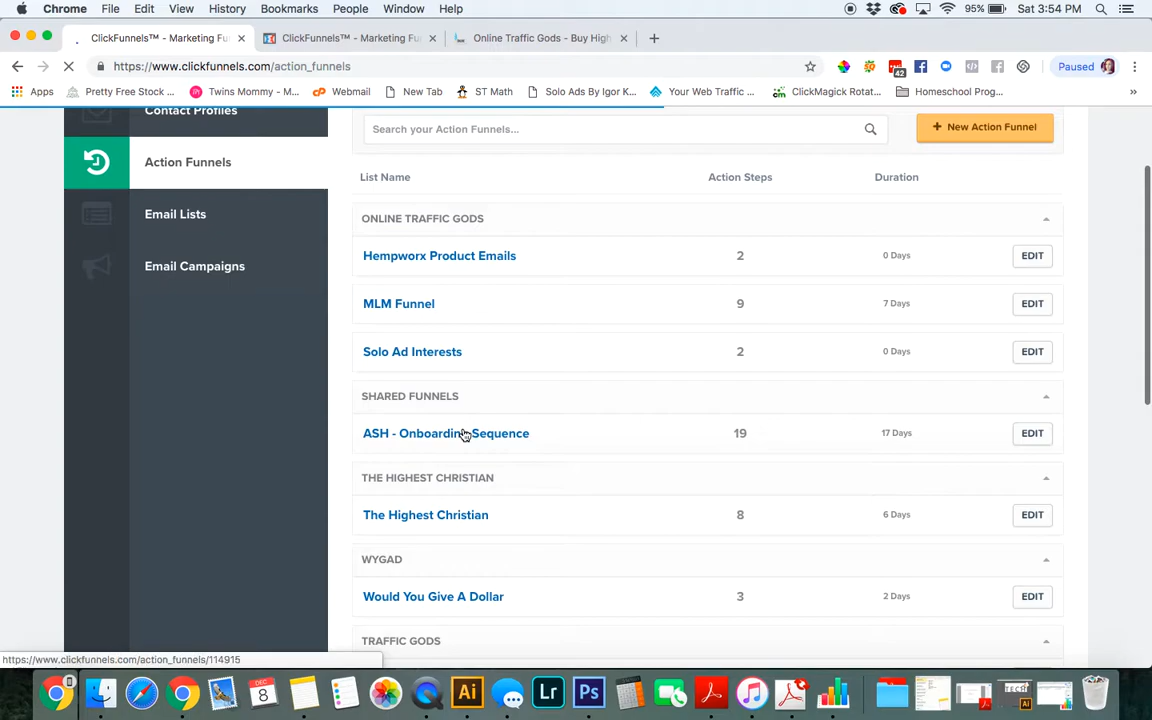 Chrome File Edit View History Bookmarks People Window Help 95% Sat 3:54 PM
ClickFunnels™ - Marketing Fu ClickFunnels™ - Marketing Fu Online Traffic Gods - Buy High
https://www.clickfunnels.com/action_funnels 42 Paused
Apps Pretty Free Stock ... Twins Mommy - M... Webmail New Tab ST Math Solo Ads By Igor K... Your Web Traffic ... ClickMagick Rotat... Homeschool Prog... »
Contact Profiles
Search your Action Funnels...
+ New Action Funnel
Action Funnels
List Name Action Steps Duration
Email Lists
ONLINE TRAFFIC GODS
Hempworx Product Emails 2 0 Days EDIT
Email Campaigns
MLM Funnel 9 7 Days EDIT
Solo Ad Interests 2 0 Days EDIT
SHARED FUNNELS
ASH - Onboarding Sequence 19 17 Days EDIT
THE HIGHEST CHRISTIAN
The Highest Christian 8 6 Days EDIT
WYGAD
Would You Give A Dollar 3 2 Days EDIT
TRAFFIC GODS
https://www.clickfunnels.com/action_funnels/114915
DEC
8
Ai Lr Ps